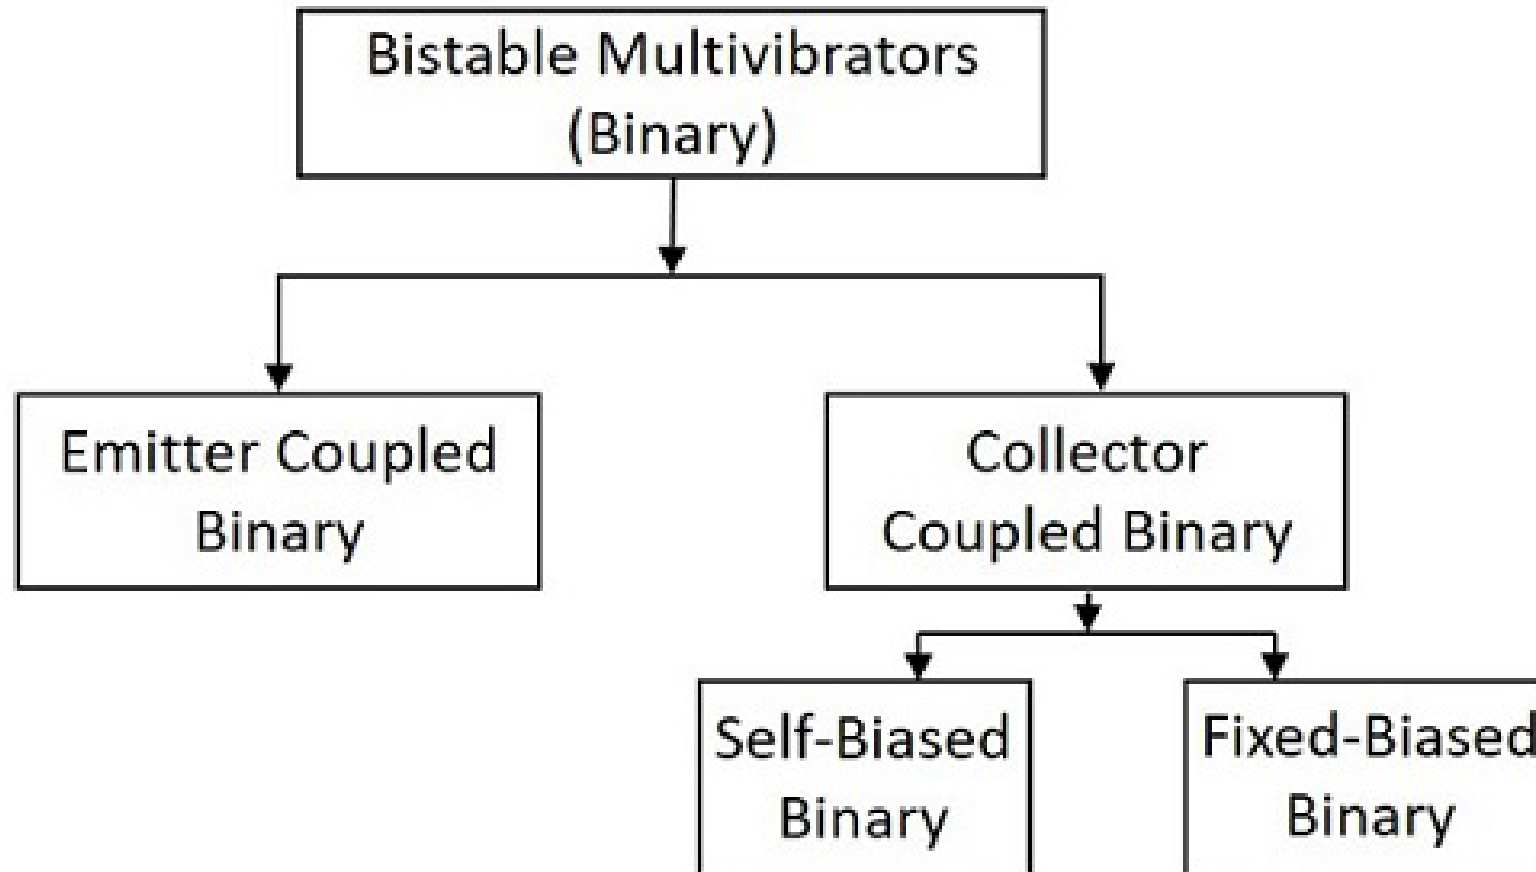 Bistable Multivibrators
(Binary)
Emitter Coupled
Binary
Collector
Coupled Binary
Self-Biased
Binary
Fixed-Biased
Binary